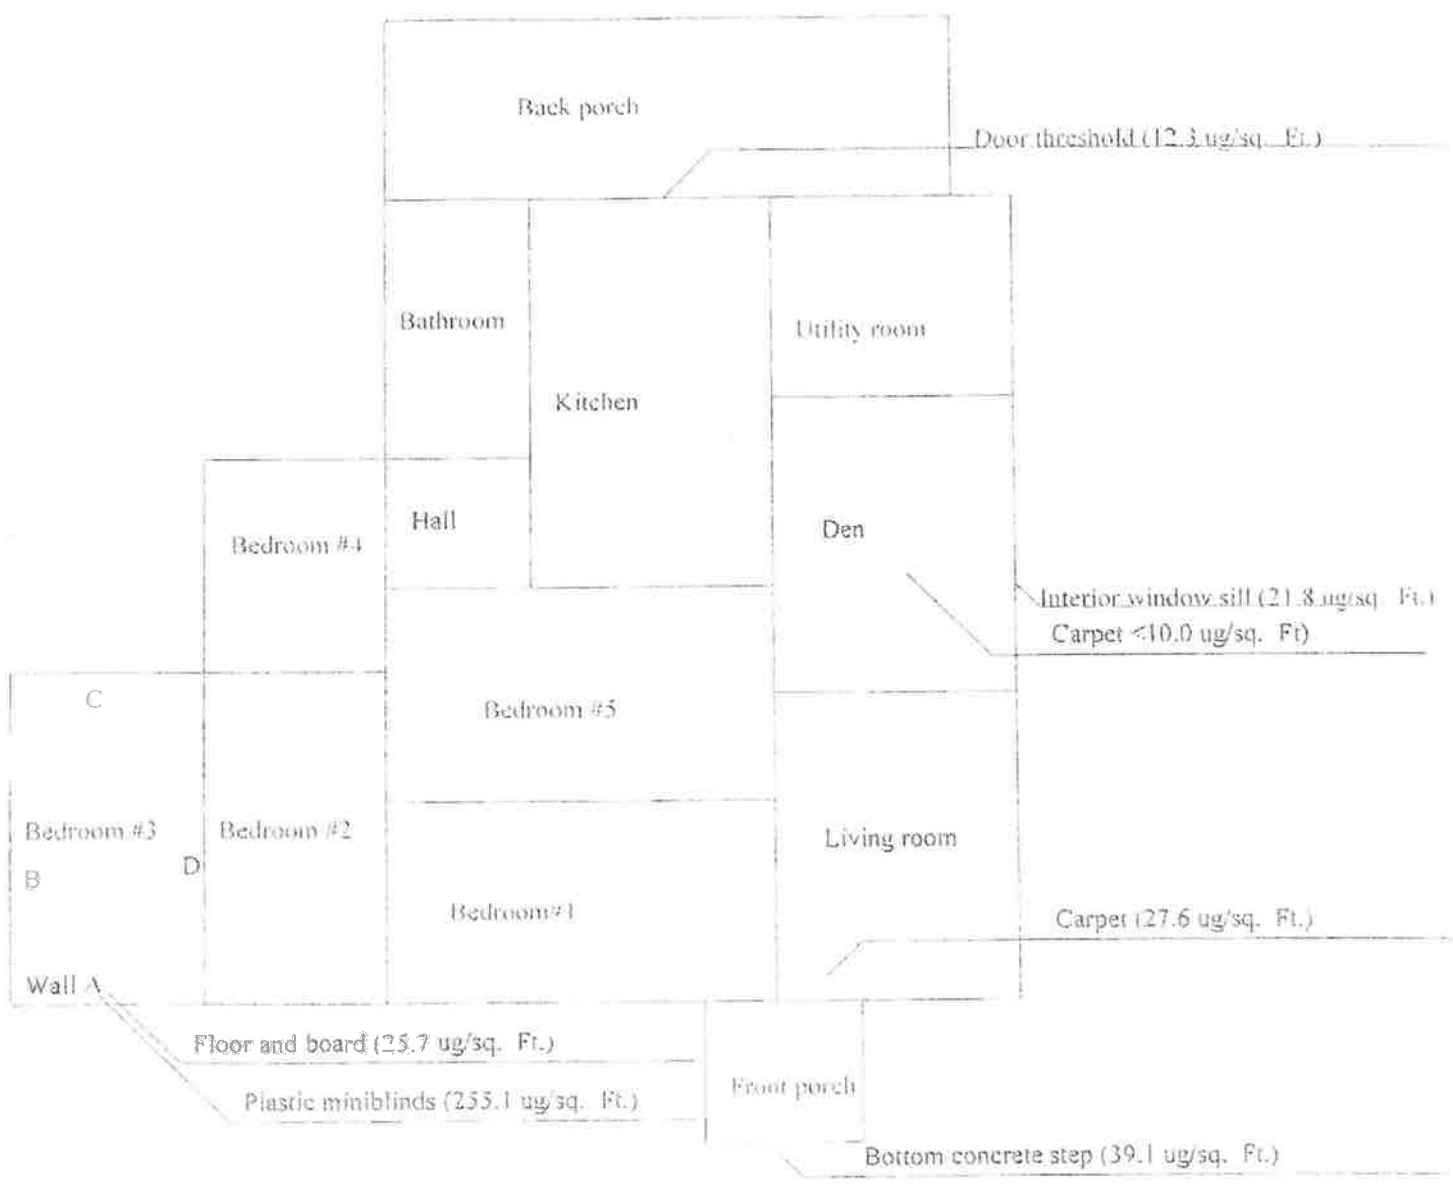 Back porch
Door threshold (12.3 ug/sq. Ft.)
Bathroom
Utility room
Kitchen
Hall
Den
Bedroom #4
Interior window sill (21.8 ug/sq. Ft.)
Carpet <10.0 ug/sq. Ft)
C
Bedroom #5
Bedroom #3
Bedroom #2
Living room
D
B
Bedroom#1
Carpet (27.6 ug/sq. Ft.)
Wall A
Floor and board (25.7 ug/sq. Ft.)
Front porch
Plastic miniblinds (255.1 ug/sq. Ft.)
Bottom concrete step (39.1 ug/sq. Ft.)